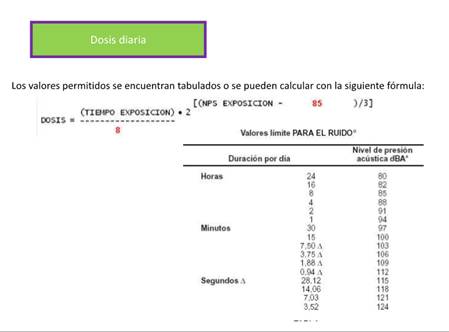 Dosis diaria
Los valores permitidos se encuentran tabulados o se pueden calcular con la siguiente fórmula:
DOSIS = (TIEMPO EXPOSICION) * 2 [(NPS EXPOSICION - 85 )/3]
--------------------
8
Valores límite PARA EL RUIDO°
Duración por día Nivel de presión
acústica dBA*
Horas 24 80
16 82
8 85
4 88
2 91
1 94
Minutos 30 97
15 100
7,50 Δ 103
3,75 Δ 106
1,88 Δ 109
0,94 Δ 112
Segundos Δ 28,12 115
14,06 118
7,03 121
3,52 124